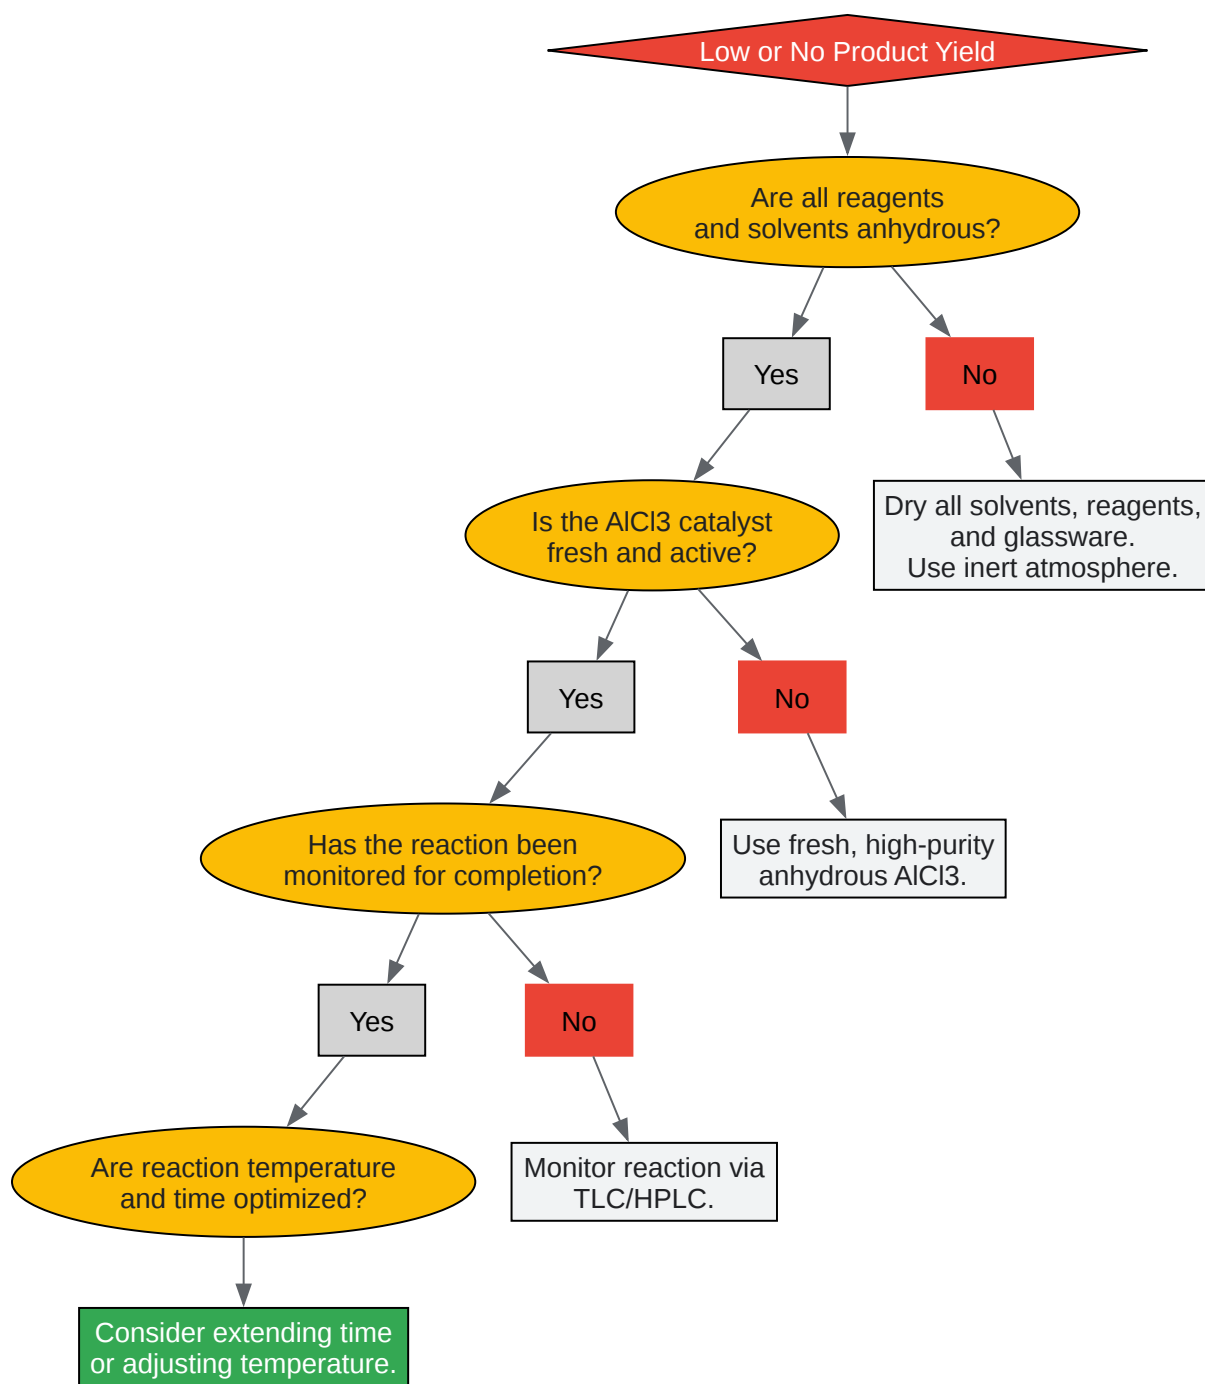 Low or No Product Yield
Are all reagents
and solvents anhydrous?
Yes
No
Is the AlCl3 catalyst
fresh and active?
Dry all solvents, reagents,
and glassware.
Use inert atmosphere.
Yes
No
Has the reaction been
monitored for completion?
Use fresh, high-purity
anhydrous AlCl3.
Yes
No
Are reaction temperature
and time optimized?
Monitor reaction via
TLC/HPLC.
Consider extending time
or adjusting temperature.